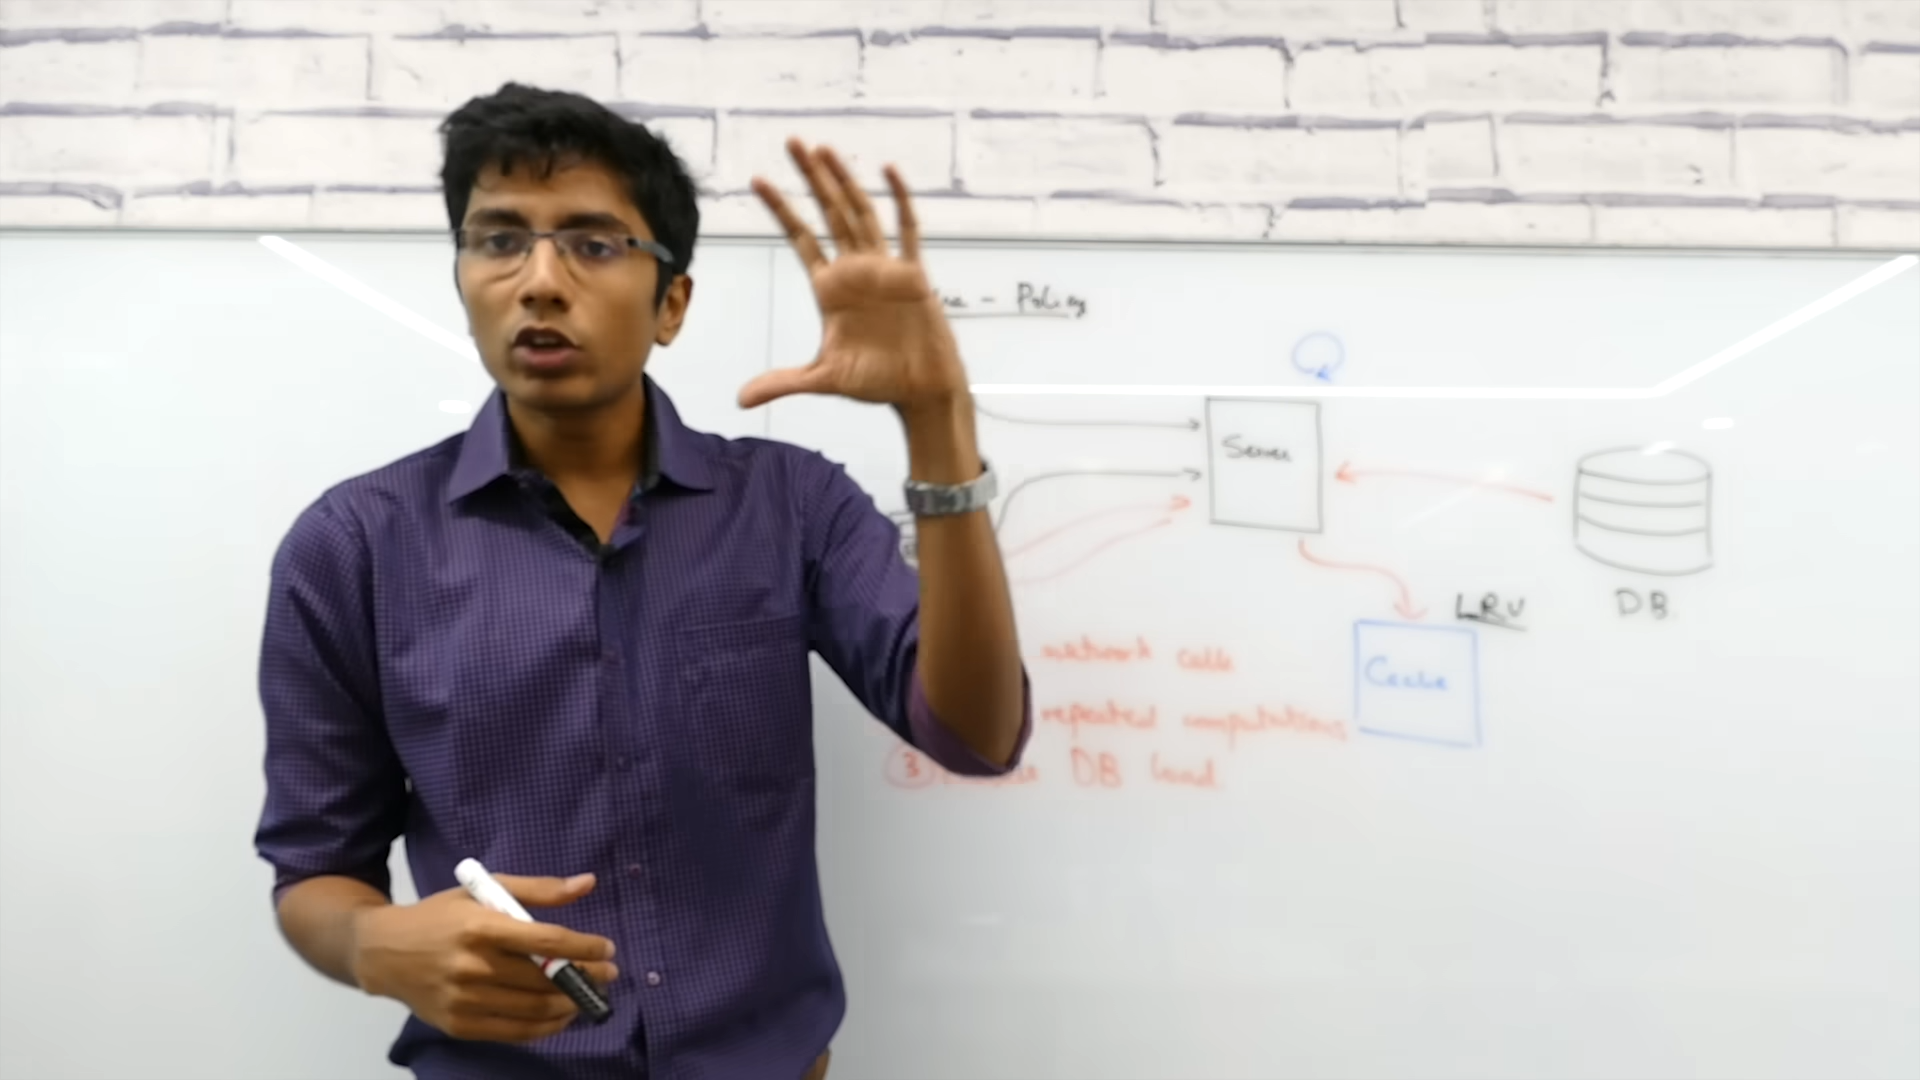 - Policy
Server
LRU
DB
Cache
network calls
repeated computations
③ DB load